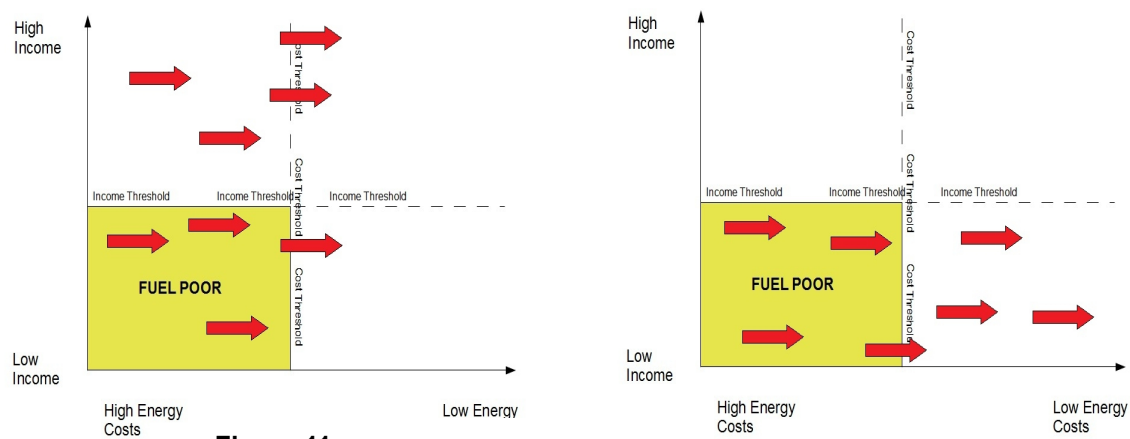 High
Income
Cost Threshold
Income Threshold
Income Threshold
Income Threshold
Cost Threshold
FUEL POOR
Cost Threshold
Low
Income
High Energy
Costs
Low Energy
High
Income
Cost Threshold
Income Threshold
Income Threshold
Income Threshold
Cost Threshold
FUEL POOR
Cost Threshold
Low
Income
High Energy
Costs
Low Energy
Costs